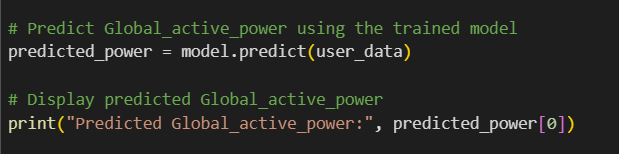 # Predict Global_active_power using the trained model
predicted_power = model.predict(user_data)
# Display predicted Global_active_power
print("Predicted Global_active_power:", predicted_power[0])